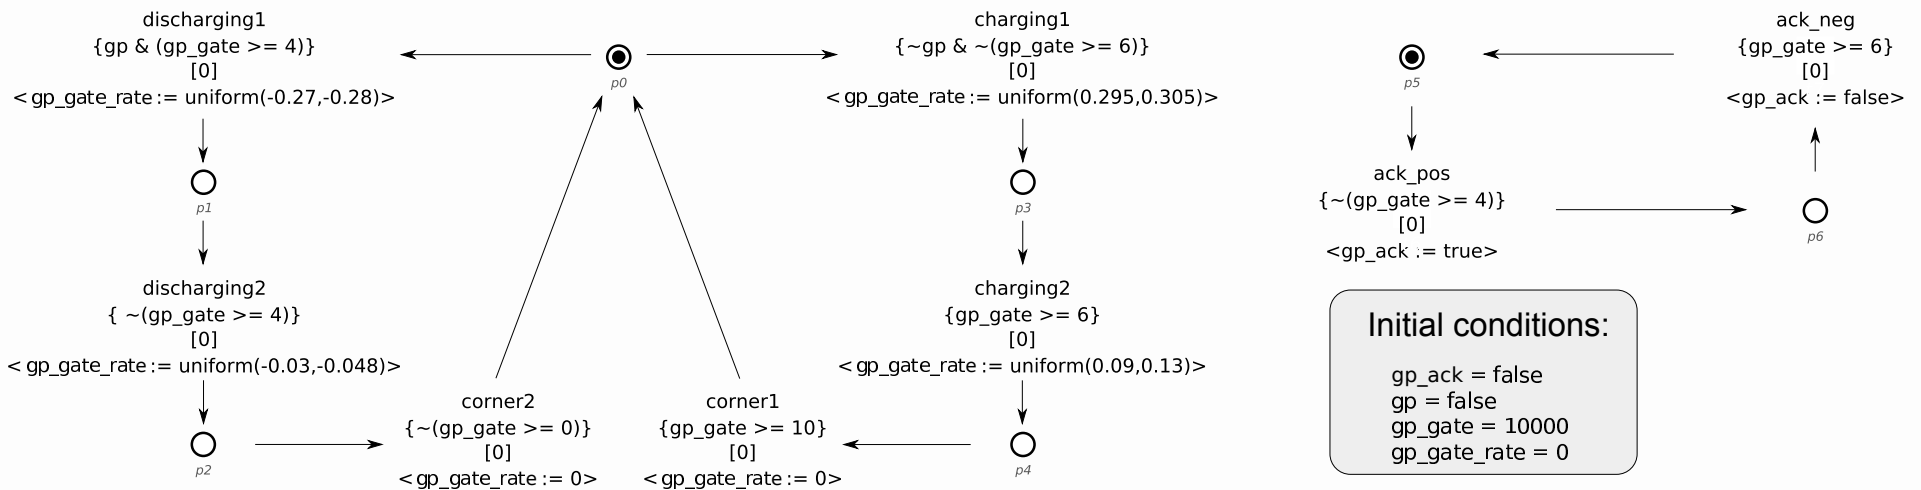 discharging1
{gp & (gp_gate >= 4)}
[0]
<gp_gate_rate := uniform(-0.27,-0.28)>
p0
charging1
{~gp & ~(gp_gate >= 6)}
[0]
<gp_gate_rate := uniform(0.295,0.305)>
p1
p3
discharging2
{ ~(gp_gate >= 4)}
[0]
<gp_gate_rate := uniform(-0.03,-0.048)>
charging2
{gp_gate >= 6}
[0]
<gp_gate_rate := uniform(0.09,0.13)>
p2
corner2
{~(gp_gate >= 0)}
[0]
<gp_gate_rate := 0>
corner1
{gp_gate >= 10}
[0]
<gp_gate_rate := 0>
p4
p5
ack_neg
{gp_gate >= 6}
[0]
<gp_ack := false>
ack_pos
{~(gp_gate >= 4)}
[0]
<gp_ack := true>
p6
Initial conditions:
gp_ack = false
gp = false
gp_gate = 10000
gp_gate_rate = 0